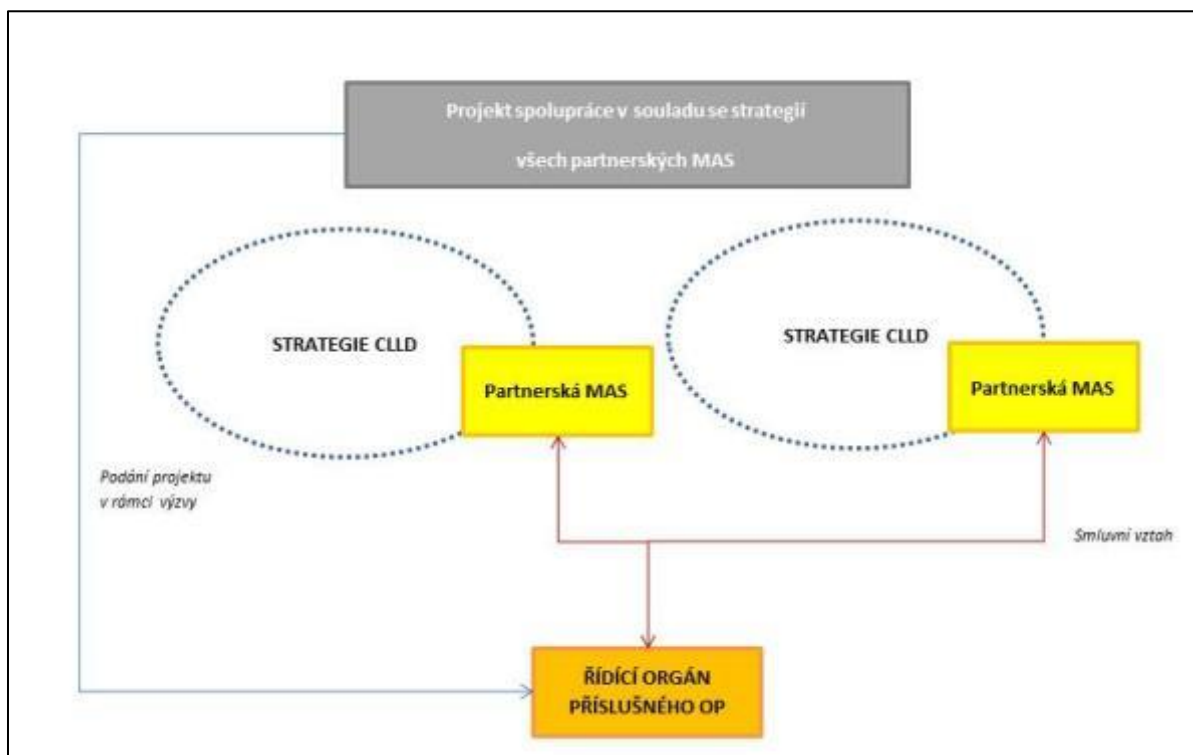 Projekt spolupráce v souladu se strategií
všech partnerských MAS
STRATEGIE CLLD
Partnerská MAS
STRATEGIE CLLD
Partnerská MAS
Podání projektu
v rámci výzvy
Smluvní vztah
ŘÍDÍCÍ ORGÁN
PŘÍSLUŠNÉHO OP